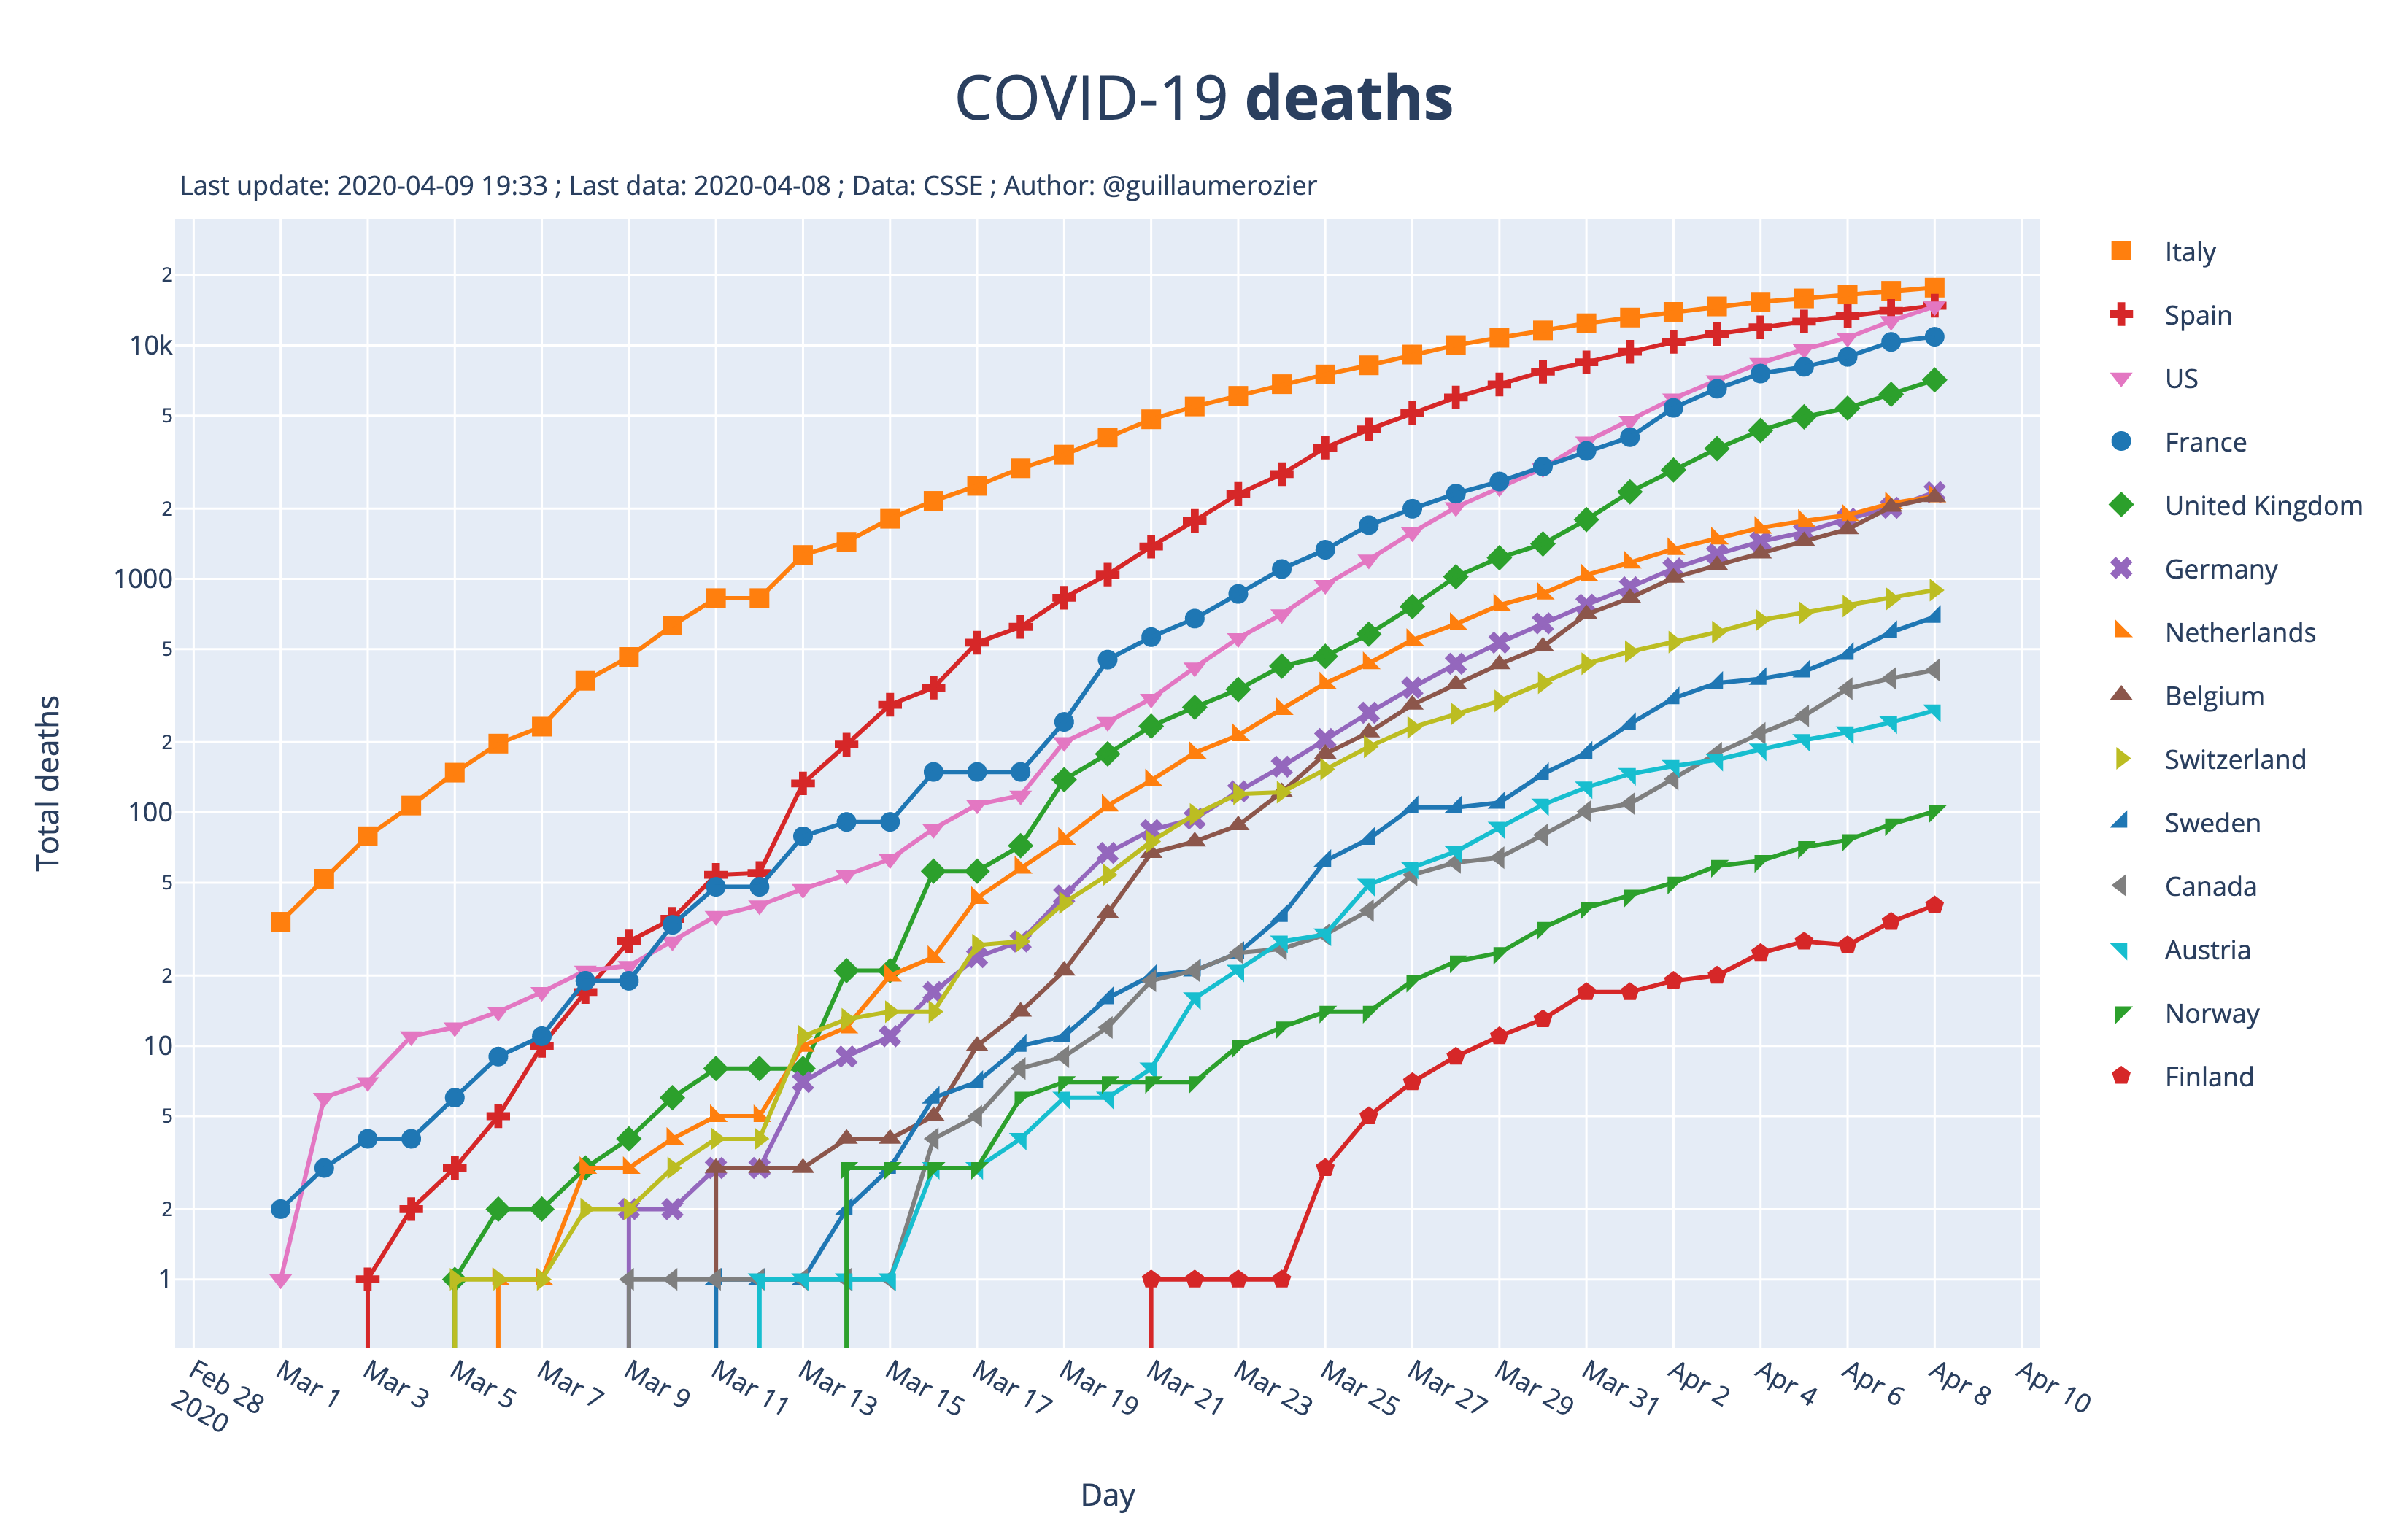 COVID-19 deaths
Last update: 2020-04-09 19:33 ; Last data: 2020-04-08 ; Data: CSSE ; Author: @guillaumerozier
2
10k
5
2
1000
5
2
100
5
2
10
5
2
1
Total deaths
Feb 28
2020
Mar 1
Mar 3
Mar 5
Mar 7
Mar 9
Mar 11
Mar 13
Mar 15
Mar 17
Mar 19
Mar 21
Mar 23
Mar 25
Mar 27
Mar 29
Mar 31
Apr 2
Apr 4
Apr 6
Apr 8
Apr 10
Day
Italy
Spain
US
France
United Kingdom
Germany
Netherlands
Belgium
Switzerland
Sweden
Canada
Austria
Norway
Finland